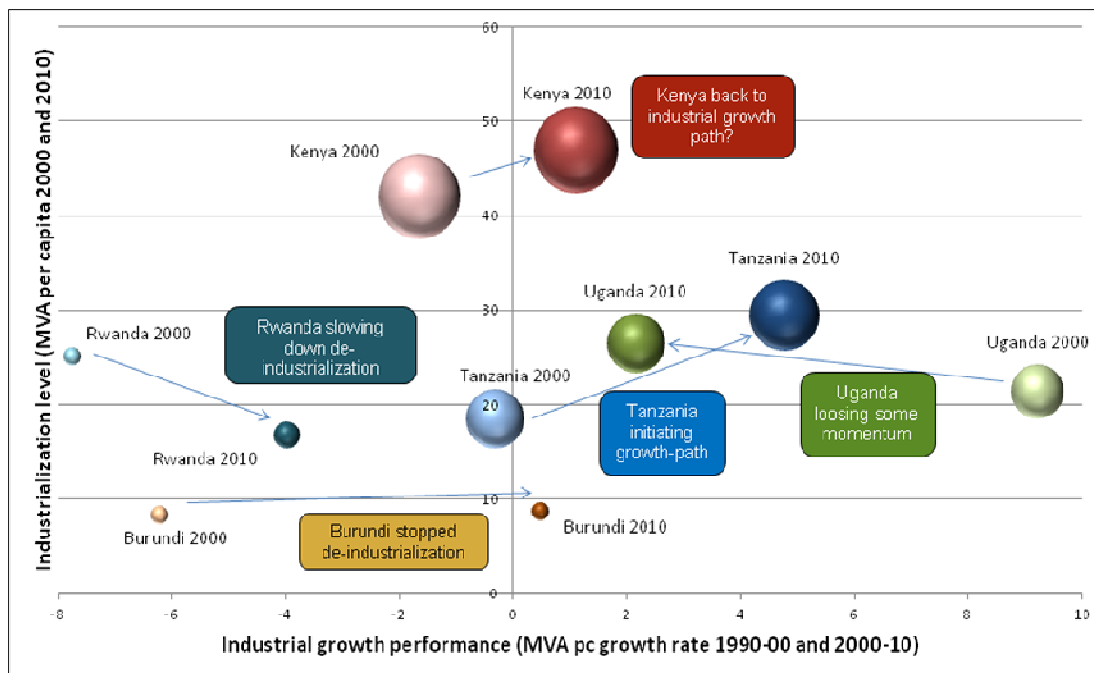 Industrialization level (MVA per capita 2000 and 2010)
60
50
40
30
20
10
0
Kenya 2010
Kenya back to
industrial growth
path?
Kenya 2000
Tanzania 2010
Uganda 2010
Rwanda 2000
Rwanda slowing
down de-
industrialization
Uganda 2000
Tanzania 2000
Tanzania
initiating
growth-path
Uganda
loosing some
momentum
Rwanda 2010
Burundi 2000
Burundi stopped
de-industrialization
Burundi 2010
-8
-6
-4
-2
0
2
4
6
8
10
Industrial growth performance (MVA pc growth rate 1990-00 and 2000-10)